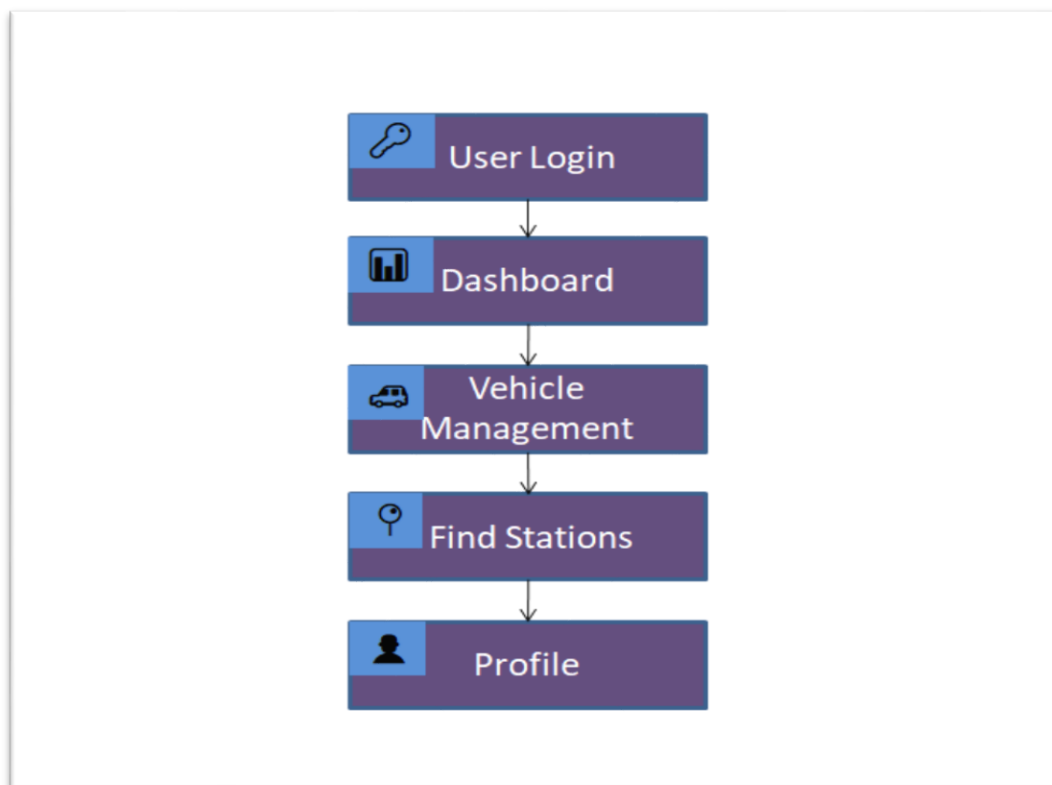 User Login
Dashboard
Vehicle
Management
Find Stations
Profile